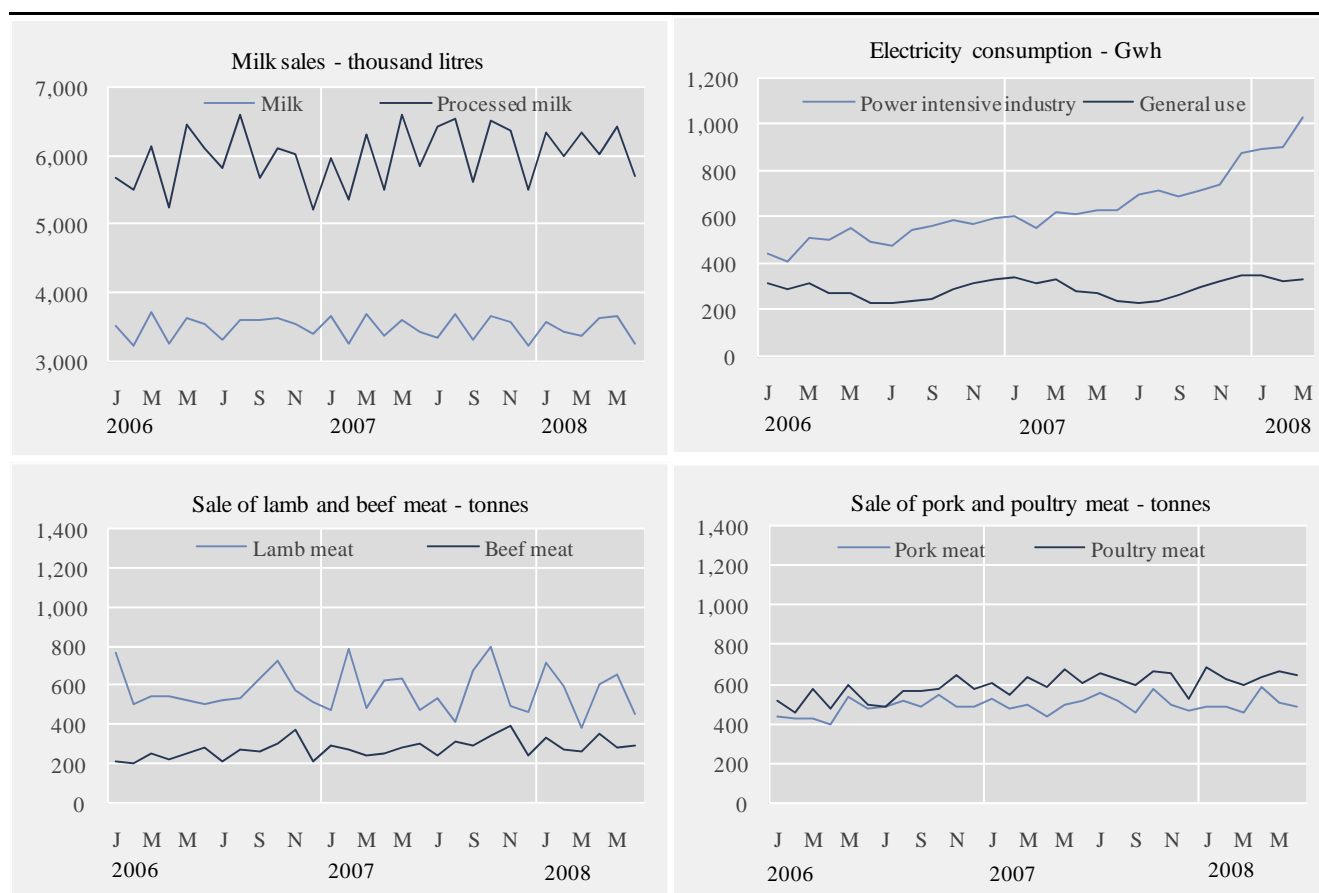 Milk sales - thousand litres
Milk
Processed milk
7,000
6,000
5,000
4,000
3,000
J M M J S N J M M J S N J M M
2006 2007 2008
Electricity consumption - Gwh
1,200
Power intensive industry
General use
1,000
800
600
400
200
0
J M M J S N J M M J S N J M
2006 2007 2008
Sale of lamb and beef meat - tonnes
1,400
Lamb meat
Beef meat
1,200
1,000
800
600
400
200
0
J M M J S N J M M J S N J M M
2006 2007 2008
Sale of pork and poultry meat - tonnes
1,400
Pork meat
Poultry meat
1,200
1,000
800
600
400
200
0
J M M J S N J M M J S N J M M
2006 2007 2008